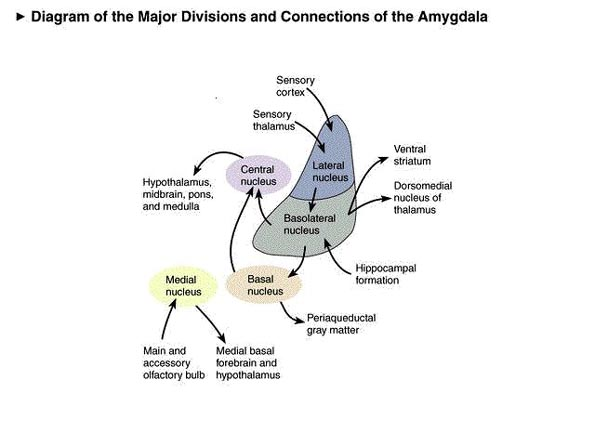 ► Diagram of the Major Divisions and Connections of the Amygdala
Sensory
cortex
Sensory
thalamus
Ventral
striatum
Central
nucleus
Lateral
nucleus
Hypothalamus,
midbrain, pons,
and medulla
Dorsomedial
nucleus of
thalamus
Basolateral
nucleus
Hippocampal
formation
Medial
nucleus
Basal
nucleus
Periaqueductal
gray matter
Main and
accessory
olfactory bulb
Medial basal
forebrain and
hypothalamus